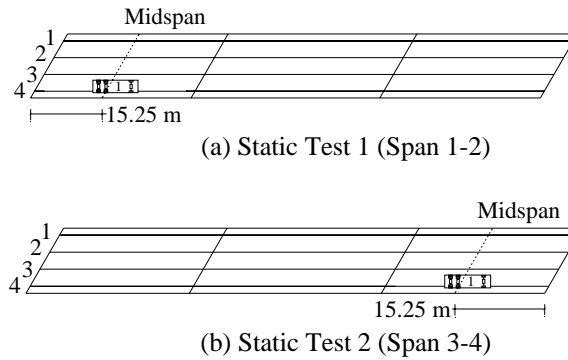 Midspan
1
2
3
4
1
15.25 m
(a) Static Test 1 (Span 1-2)
Midspan
1
2
3
4
1
15.25 m
(b) Static Test 2 (Span 3-4)